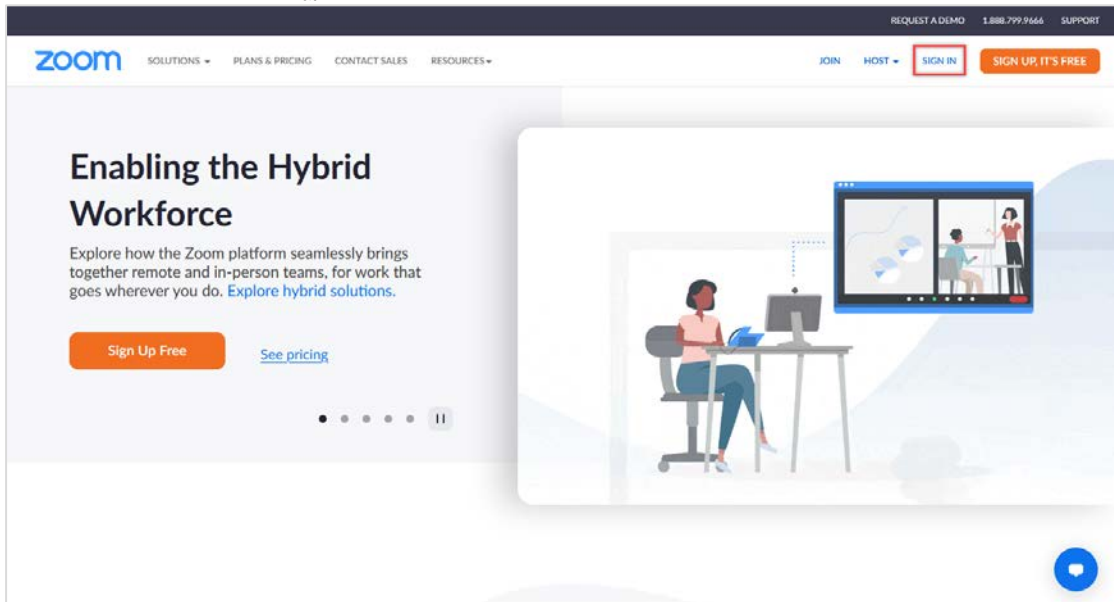 REQUEST A DEMO 1.888.799.9666 SUPPORT
zoom SOLUTIONS PLANS & PRICING CONTACT SALES RESOURCES JOIN HOST SIGN IN SIGN UP, IT'S FREE
Enabling the Hybrid
Workforce
Explore how the Zoom platform seamlessly brings
together remote and in-person teams, for work that
goes wherever you do. Explore hybrid solutions.
Sign Up Free See pricing